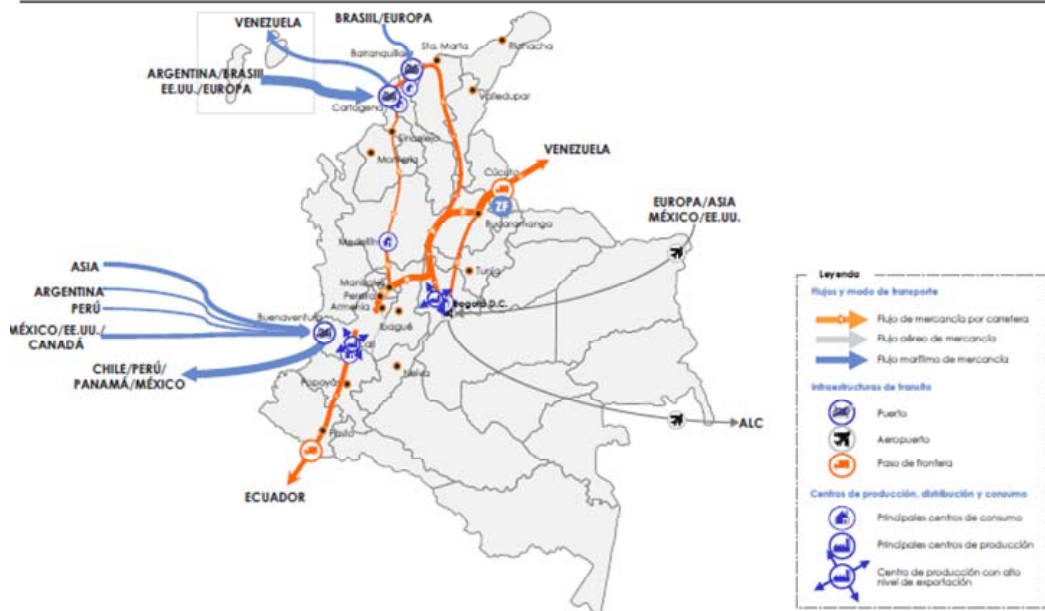 VENEZUELA
BRASIIL/EUROPA
Barranquilla
Sta. Marta
Riohacha
ARGENTINA/BRASIL
EE.UU./EUROPA
Cartagena
Valledupar
Sincelejo
Montería
VENEZUELA
Cúcuta
ZF
Bucaramanga
EUROPA/ASIA
MÉXICO/EE.UU.
Medellín
Tunja
ASIA
Manizales
Pereira
Armenia
Bogotá D.C.
ARGENTINA
PERÚ
Buenaventura
Ibagué
MÉXICO/EE.UU./
CANADÁ
Cali
CHILE/PERÚ/
PANAMÁ/MÉXICO
Neiva
Popayán
ALC
Pasto
ECUADOR
Leyenda
Flujos y modo de transporte
Flujo de mercancía por carretera
Flujo aéreo de mercancía
Flujo marítimo de mercancía
Infraestructuras de transito
Puerto
Aeropuerto
Paso de frontera
Centros de producción, distribución y consumo
Principales centros de consumo
Principales centros de producción
Centro de producción con alto
nivel de exportación